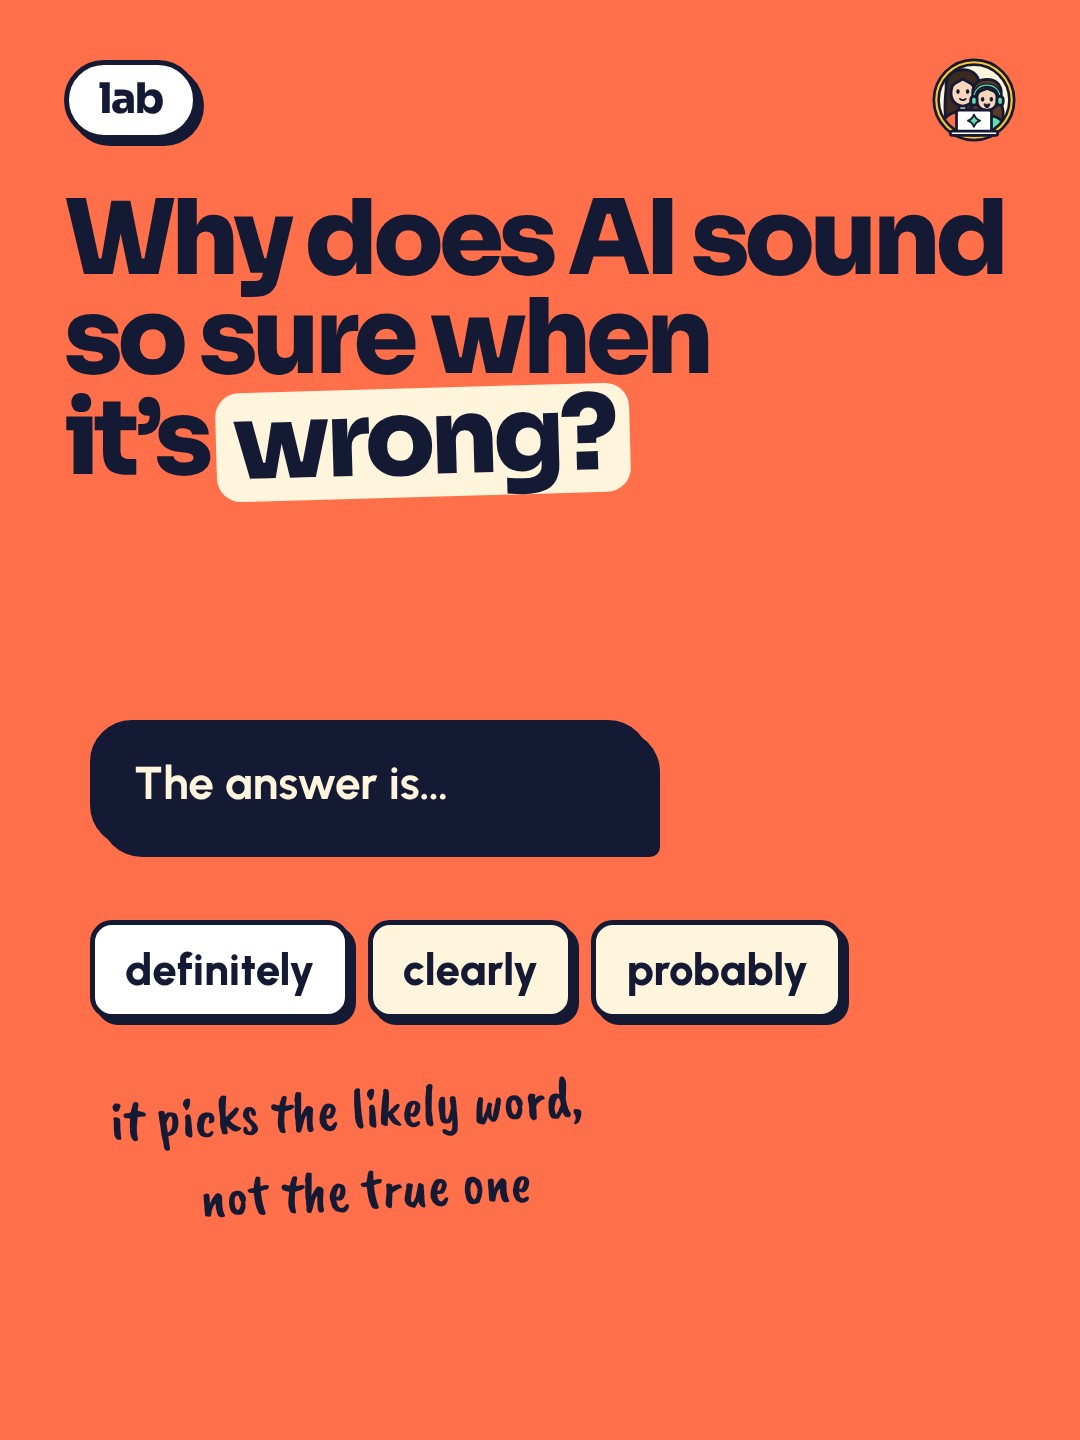 lab
Why does AI sound
so sure when
it’s wrong?
The answer is...
definitely clearly probably
it picks the likely word,
not the true one